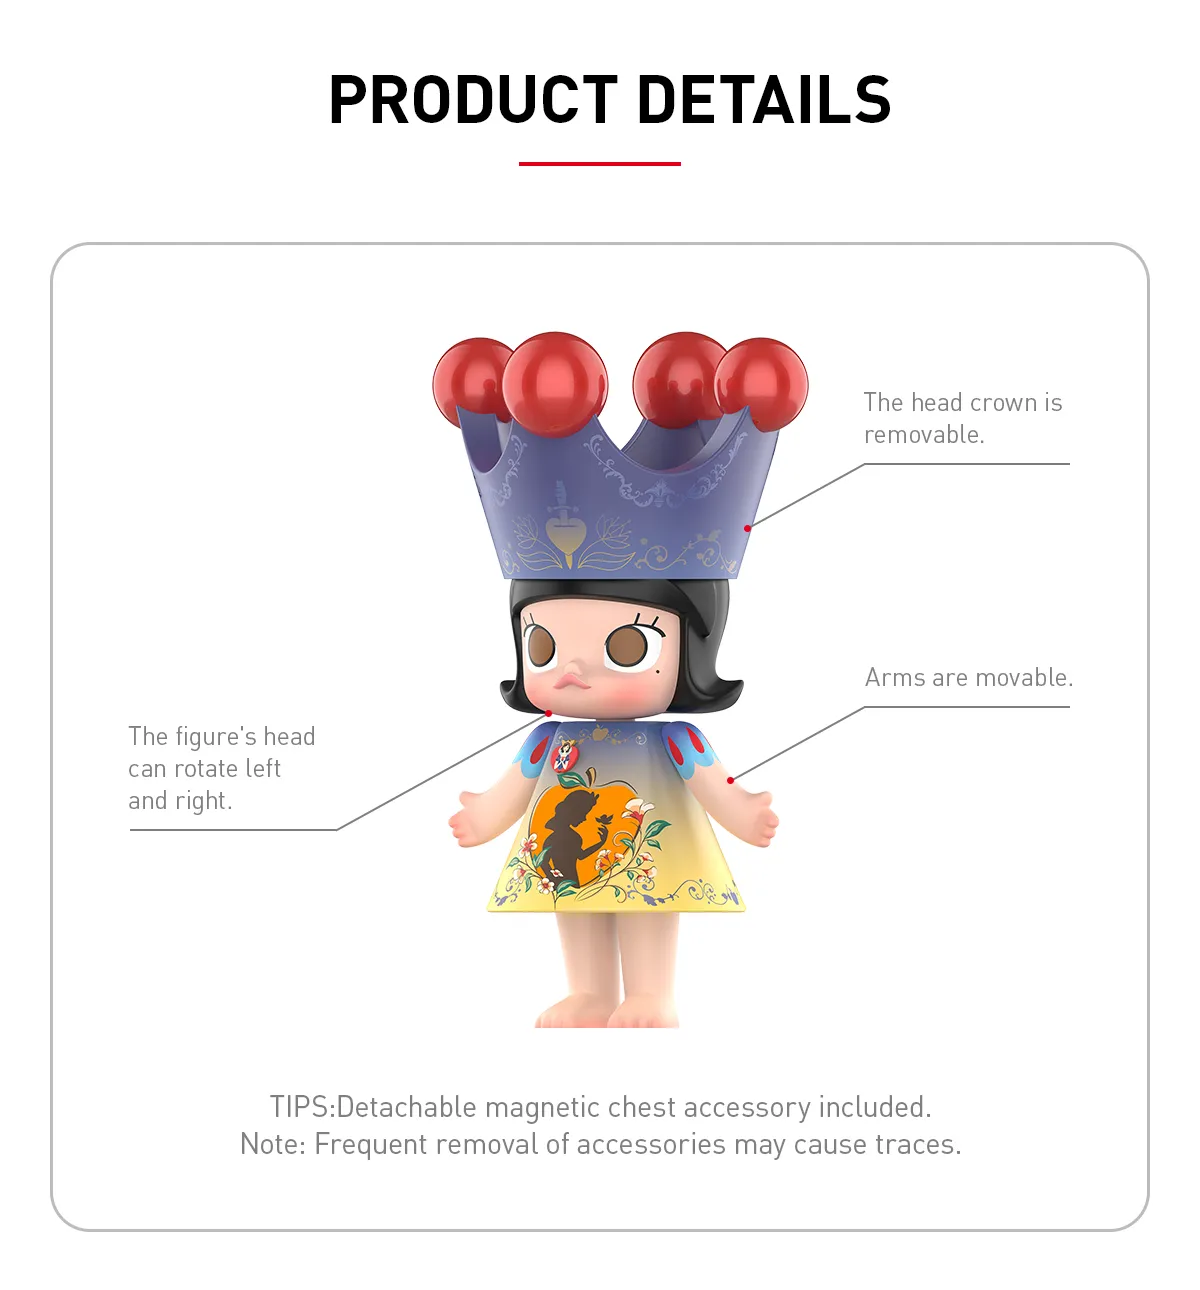 PRODUCT DETAILS
The head crown is
removable.
Arms are movable.
The figure's head
can rotate left
and right.
TIPS:Detachable magnetic chest accessory included.
Note: Frequent removal of accessories may cause traces.